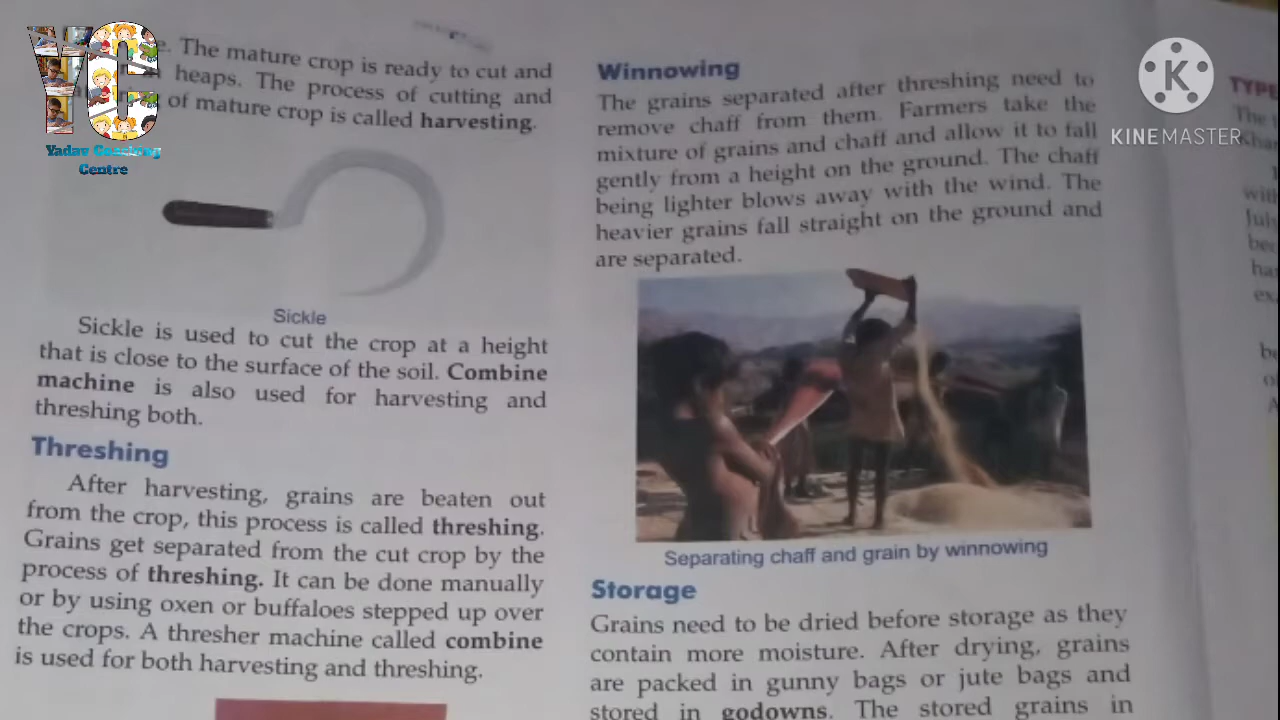 The mature crop is ready to cut and
heaps. The process of cutting and
of mature crop is called harvesting.
Sickle
Sickle is used to cut the crop at a height
that is close to the surface of the soil. Combine
machine is also used for harvesting and
threshing both.
Threshing
After harvesting, grains are beaten out
from the crop, this process is called threshing.
Grains get separated from the cut crop by the
process of threshing. It can be done manually
or by using oxen or buffaloes stepped up over
the crops. A thresher machine called combine
is used for both harvesting and threshing.
Winnowing
The grains separated after threshing need to
remove chaff from them. Farmers take the
mixture of grains and chaff and allow it to fall
gently from a height on the ground. The chaff
being lighter blows away with the wind. The
heavier grains fall straight on the ground and
are separated.
Separating chaff and grain by winnowing
Storage
Grains need to be dried before storage as they
contain more moisture. After drying, grains
are packed in gunny bags or jute bags and
stored in godowns. The stored grains in
TYPE
The
YC
Yadav Coaching
Centre
K
KINEMASTER